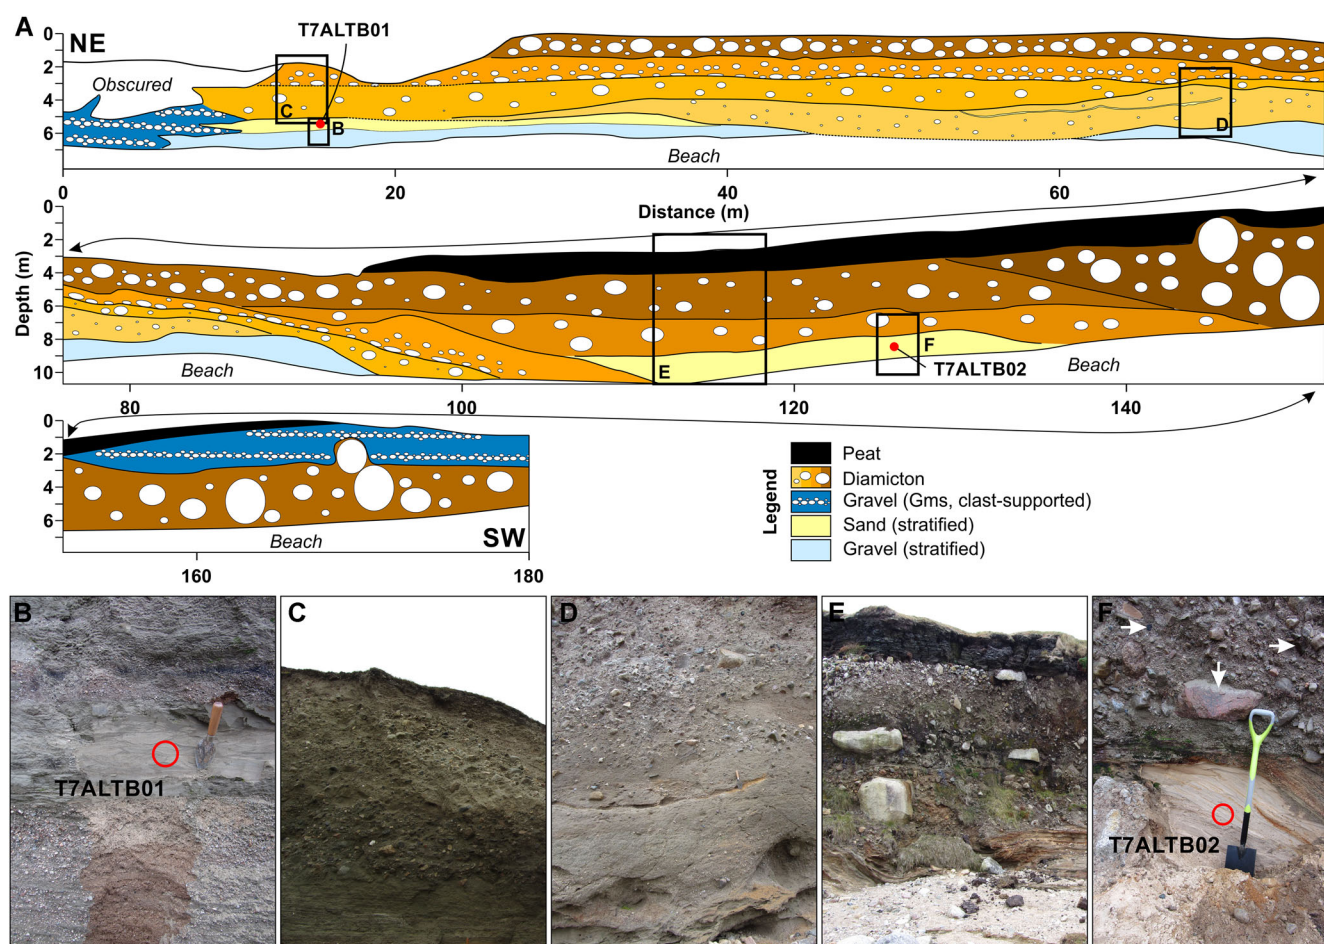 A
NE
T7ALTB01
0
2
4
6
Obscured
C
B
D
Beach
0
20
40
60
Distance (m)
Depth (m)
0
2
4
6
8
10
Beach
E
F
T7ALTB02
Beach
80
100
120
140
0
2
4
6
Beach
SW
160
180
Legend
Peat
Diamicton
Gravel (Gms, clast-supported)
Sand (stratified)
Gravel (stratified)
B
T7ALTB01
C
D
E
F
T7ALTB02